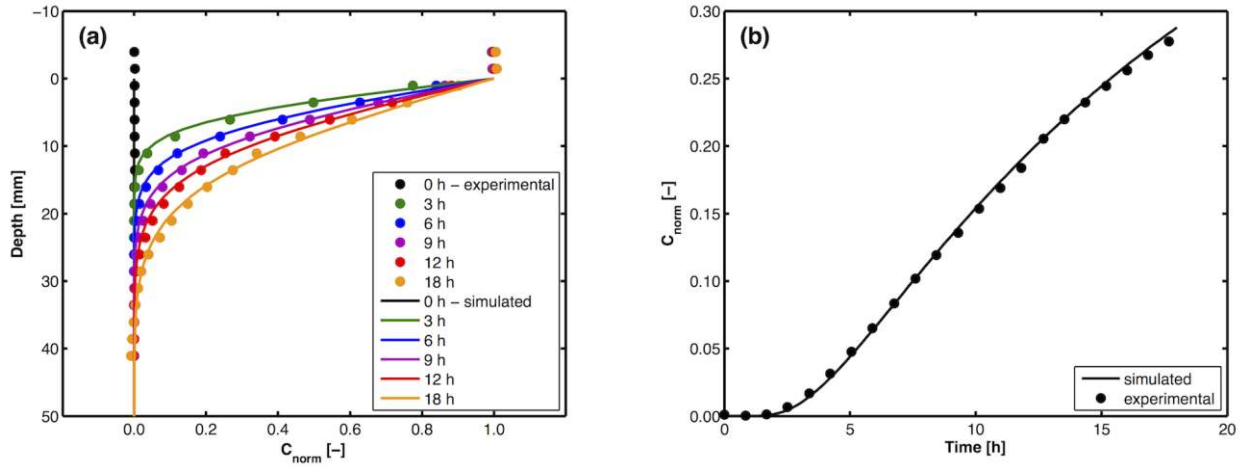 (a)
−10
0
10
20
30
40
50
Depth [mm]
0.0 0.2 0.4 0.6 0.8 1.0
C_norm [–]
0 h – experimental
3 h
6 h
9 h
12 h
18 h
0 h – simulated
3 h
6 h
9 h
12 h
18 h
(b)
0.30
0.25
0.20
0.15
0.10
0.05
0.00
C_norm [–]
0 5 10 15 20
Time [h]
simulated
experimental